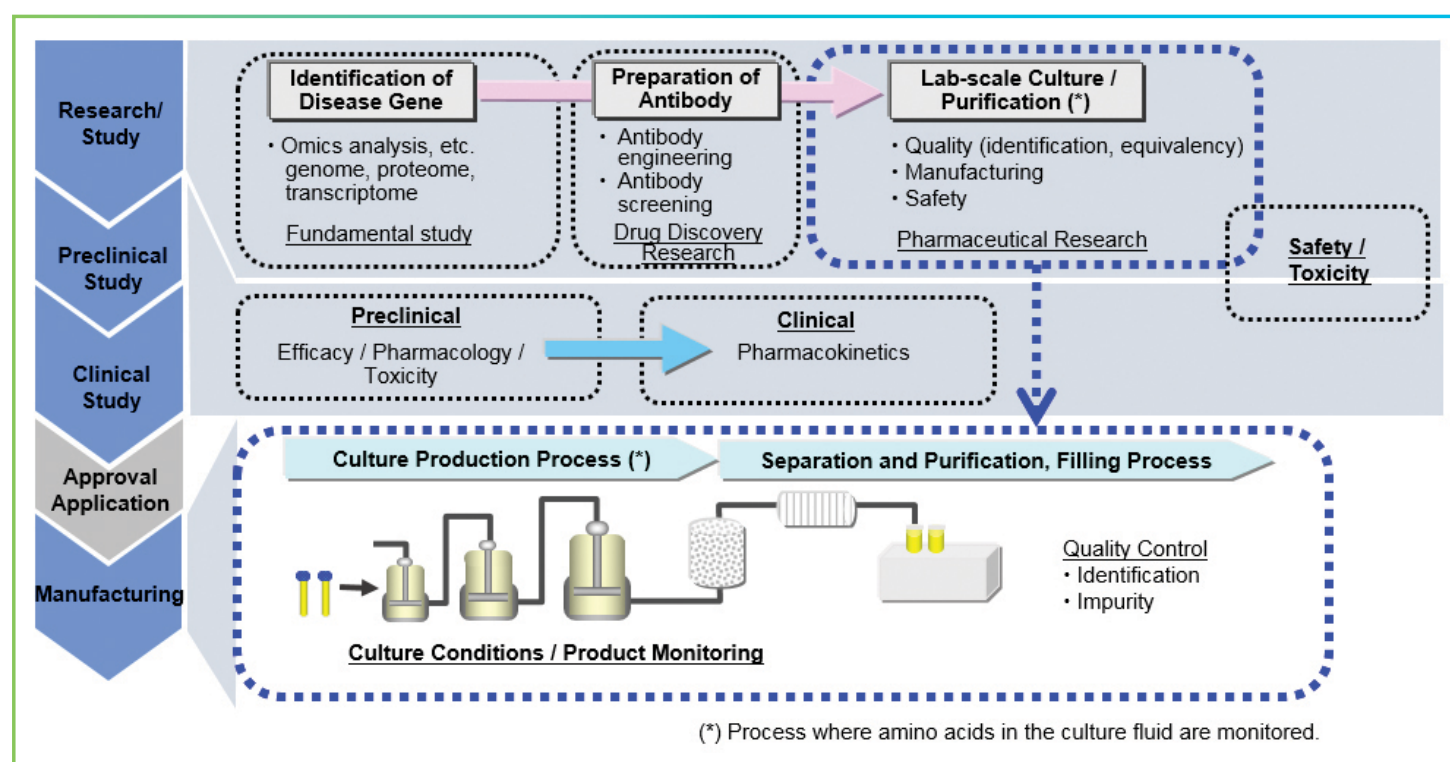 Research/
Study
Preclinical
Study
Clinical
Study
Approval
Application
Manufacturing
Identification of
Disease Gene
・Omics analysis, etc.
genome, proteome,
transcriptome
Fundamental study
Preparation of
Antibody
・Antibody
engineering
・Antibody
screening
Drug Discovery
Research
Lab-scale Culture /
Purification (*)
・Quality (identification, equivalency)
・Manufacturing
・Safety
Pharmaceutical Research
Safety /
Toxicity
Preclinical
Efficacy / Pharmacology /
Toxicity
Clinical
Pharmacokinetics
Culture Production Process (*)
Separation and Purification, Filling Process
Quality Control
・Identification
・Impurity
Culture Conditions / Product Monitoring
(*) Process where amino acids in the culture fluid are monitored.